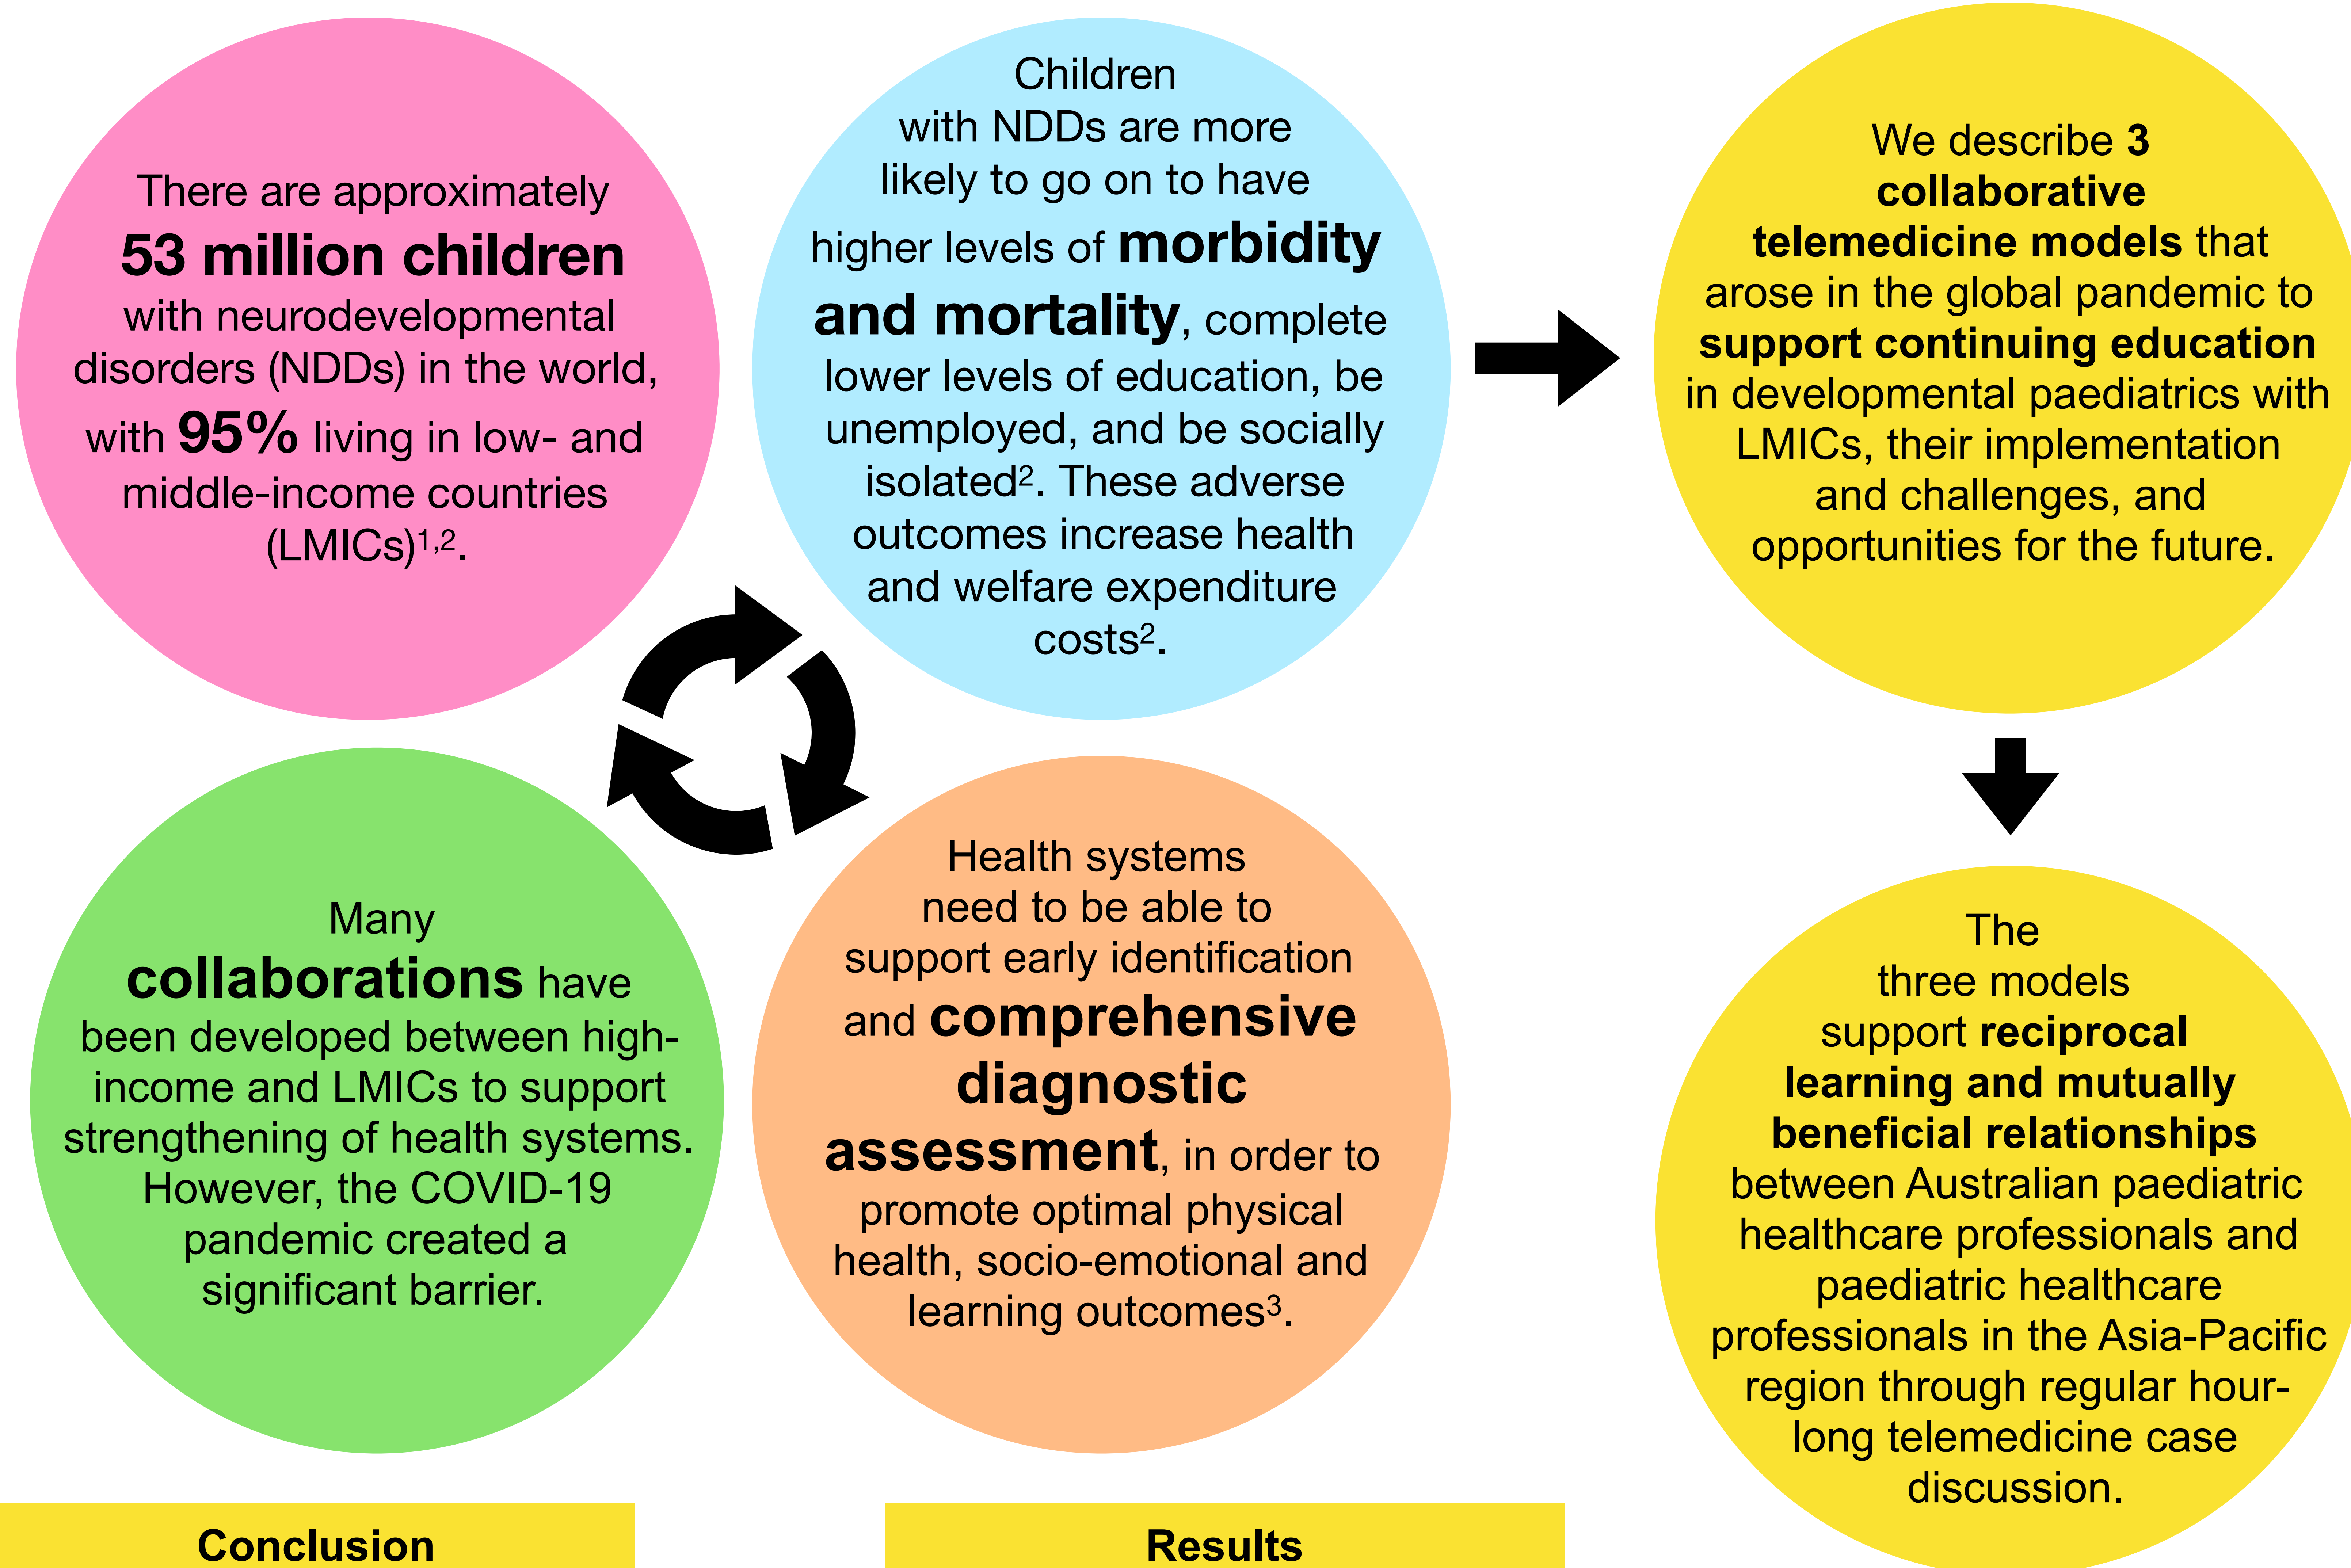 There are approximately
53 million children
with neurodevelopmental
disorders (NDDs) in the world,
with 95% living in low- and
middle-income countries
(LMICs)1,2.
Children
with NDDs are more
likely to go on to have
higher levels of morbidity
and mortality, complete
lower levels of education, be
unemployed, and be socially
isolated2. These adverse
outcomes increase health
and welfare expenditure
costs2.
We describe 3
collaborative
telemedicine models that
arose in the global pandemic to
support continuing education
in developmental paediatrics with
LMICs, their implementation
and challenges, and
opportunities for the future.
Many
collaborations have
been developed between high-
income and LMICs to support
strengthening of health systems.
However, the COVID-19
pandemic created a
significant barrier.
Health systems
need to be able to
support early identification
and comprehensive
diagnostic
assessment, in order to
promote optimal physical
health, socio-emotional and
learning outcomes3.
The
three models
support reciprocal
learning and mutually
beneficial relationships
between Australian paediatric
healthcare professionals and
paediatric healthcare
professionals in the Asia-Pacific
region through regular hour-
long telemedicine case
discussion.
Conclusion
Results